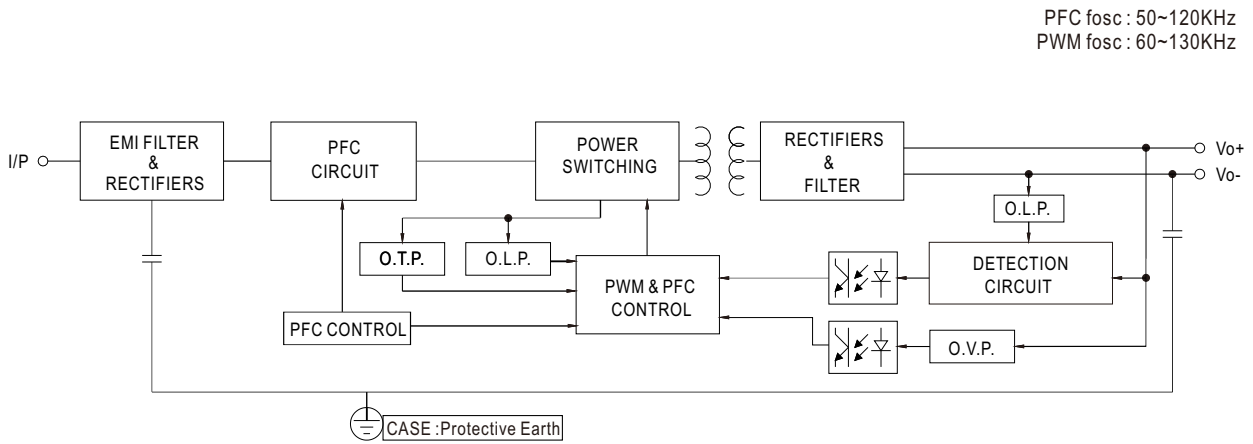 PFC fosc : 50~120KHz
PWM fosc : 60~130KHz
I/P
EMI FILTER
&
RECTIFIERS
PFC
CIRCUIT
POWER
SWITCHING
RECTIFIERS
&
FILTER
Vo+
Vo-
O.L.P.
O.T.P.
O.L.P.
PWM & PFC
CONTROL
DETECTION
CIRCUIT
PFC CONTROL
O.V.P.
CASE : Protective Earth